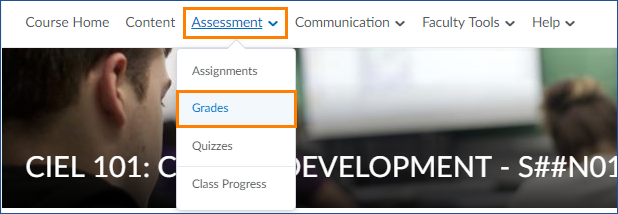 Course Home Content Assessment Communication Faculty Tools Help
Assignments
Grades
Quizzes
CIEL 101: C DEVELOPMENT - S##N01
Class Progress